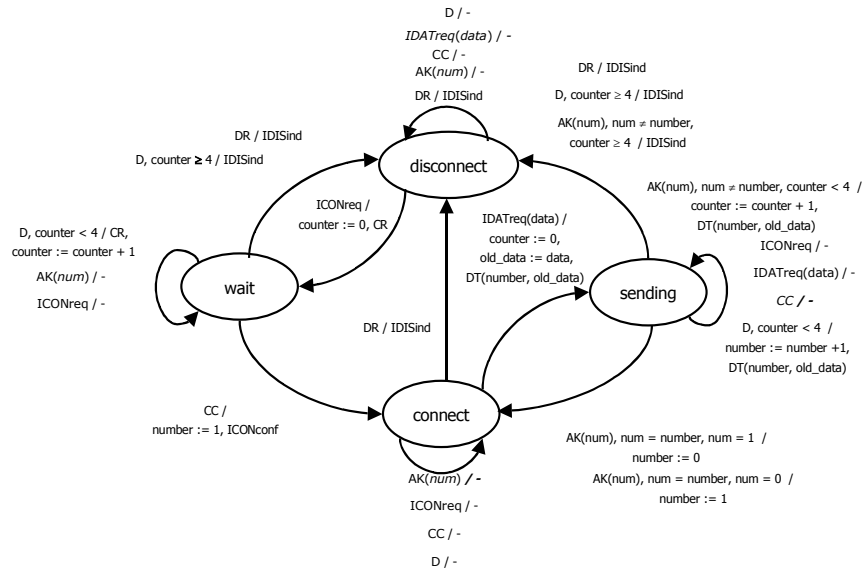 D / -
IDATreq(data) / -
CC / -
AK(num) / -
DR / IDISind
DR / IDISind
D, counter ≥ 4 / IDISind
AK(num), num ≠ number,
counter ≥ 4 / IDISind
DR / IDISind
D, counter ≥ 4 / IDISind
disconnect
ICONreq /
counter := 0, CR
IDATreq(data) /
counter := 0,
old_data := data,
DT(number, old_data)
AK(num), num ≠ number, counter < 4 /
counter := counter + 1,
DT(number, old_data)
ICONreq / -
IDATreq(data) / -
CC / -
D, counter < 4 /
number := number +1,
DT(number, old_data)
D, counter < 4 / CR,
counter := counter + 1
AK(num) / -
ICONreq / -
wait
sending
DR / IDISind
connect
CC /
number := 1, ICONconf
AK(num), num = number, num = 1 /
number := 0
AK(num), num = number, num = 0 /
number := 1
AK(num) / -
ICONreq / -
CC / -
D / -